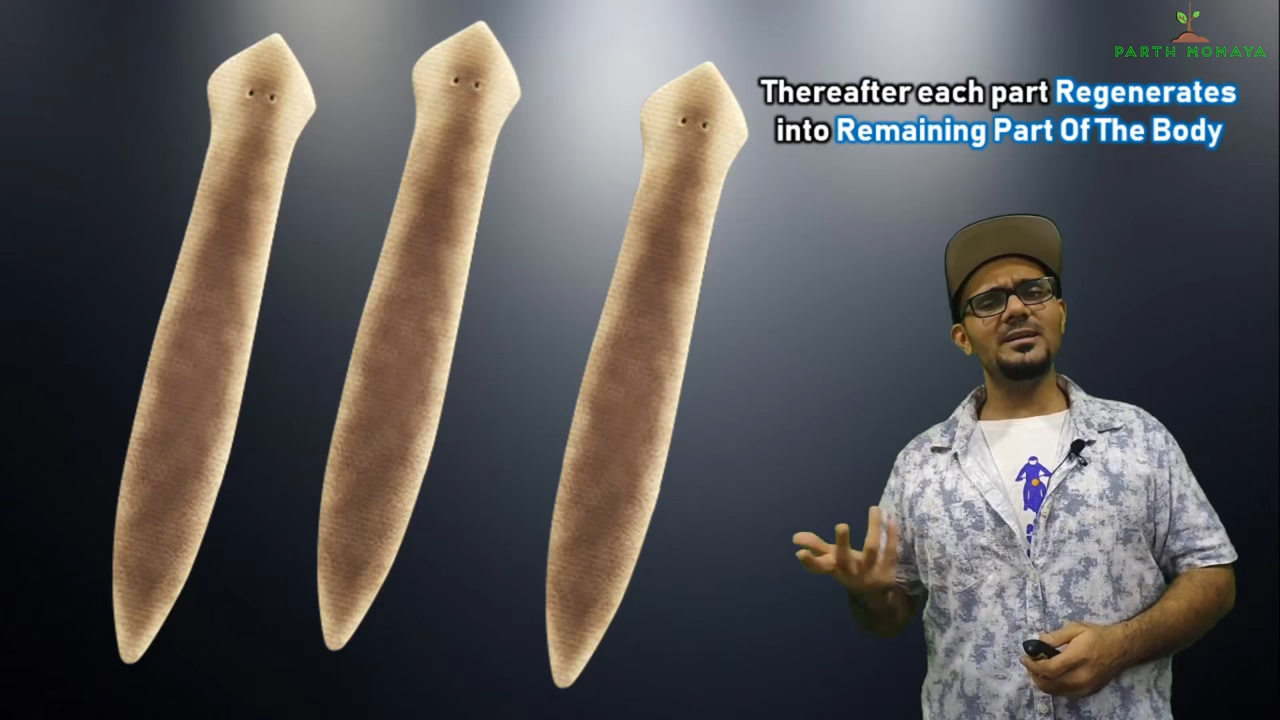 PARTH MOMAYA
Thereafter each part Regenerates
into Remaining Part Of The Body